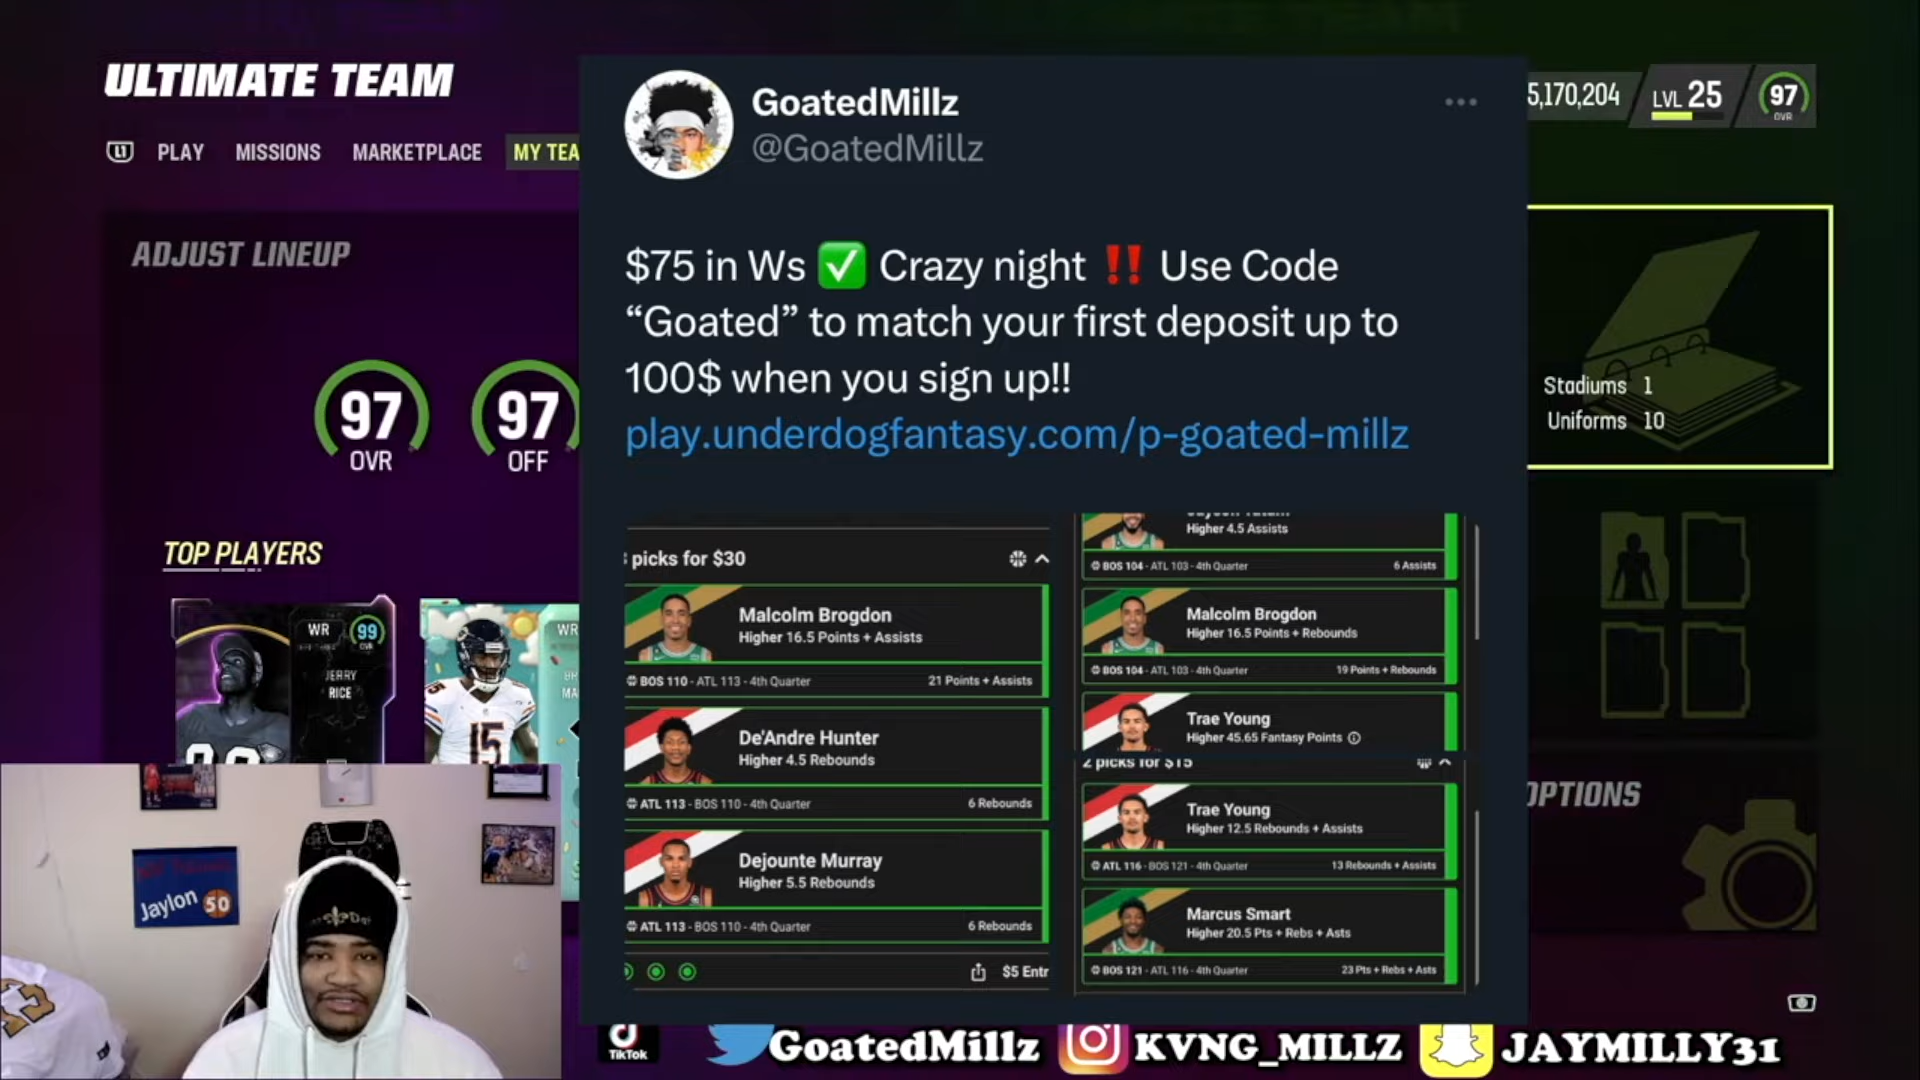 ULTIMATE TEAM
5,170,204
LVL 25
97
OVR
L1
PLAY
MISSIONS
MARKETPLACE
MY TEA
ADJUST LINEUP
97
OVR
97
OFF
TOP PLAYERS
WR
99
OVR
JERRY
RICE
WR
15
GoatedMillz
@GoatedMillz
$75 in Ws ✅ Crazy night ‼️ Use Code
“Goated” to match your first deposit up to
100$ when you sign up!!
play.underdogfantasy.com/p-goated-millz
picks for $30
Malcolm Brogdon
Higher 16.5 Points + Assists
BOS 110 - ATL 113 - 4th Quarter
21 Points + Assists
De'Andre Hunter
Higher 4.5 Rebounds
ATL 113 - BOS 110 - 4th Quarter
6 Rebounds
Dejounte Murray
Higher 5.5 Rebounds
ATL 113 - BOS 110 - 4th Quarter
6 Rebounds
$5 Entr
Higher 4.5 Assists
BOS 104 - ATL 103 - 4th Quarter
6 Assists
Malcolm Brogdon
Higher 16.5 Points + Rebounds
BOS 104 - ATL 103 - 4th Quarter
19 Points + Rebounds
Trae Young
Higher 45.65 Fantasy Points
2 picks for $15
Trae Young
Higher 12.5 Rebounds + Assists
ATL 116 - BOS 121 - 4th Quarter
13 Rebounds + Assists
Marcus Smart
Higher 20.5 Pts + Rebs + Asts
BOS 121 - ATL 116 - 4th Quarter
23 Pts + Rebs + Asts
Stadiums 1
Uniforms 10
OPTIONS
Jaylon 50
TikTok
GoatedMillz
KVNG_MILLZ
JAYMILLY31